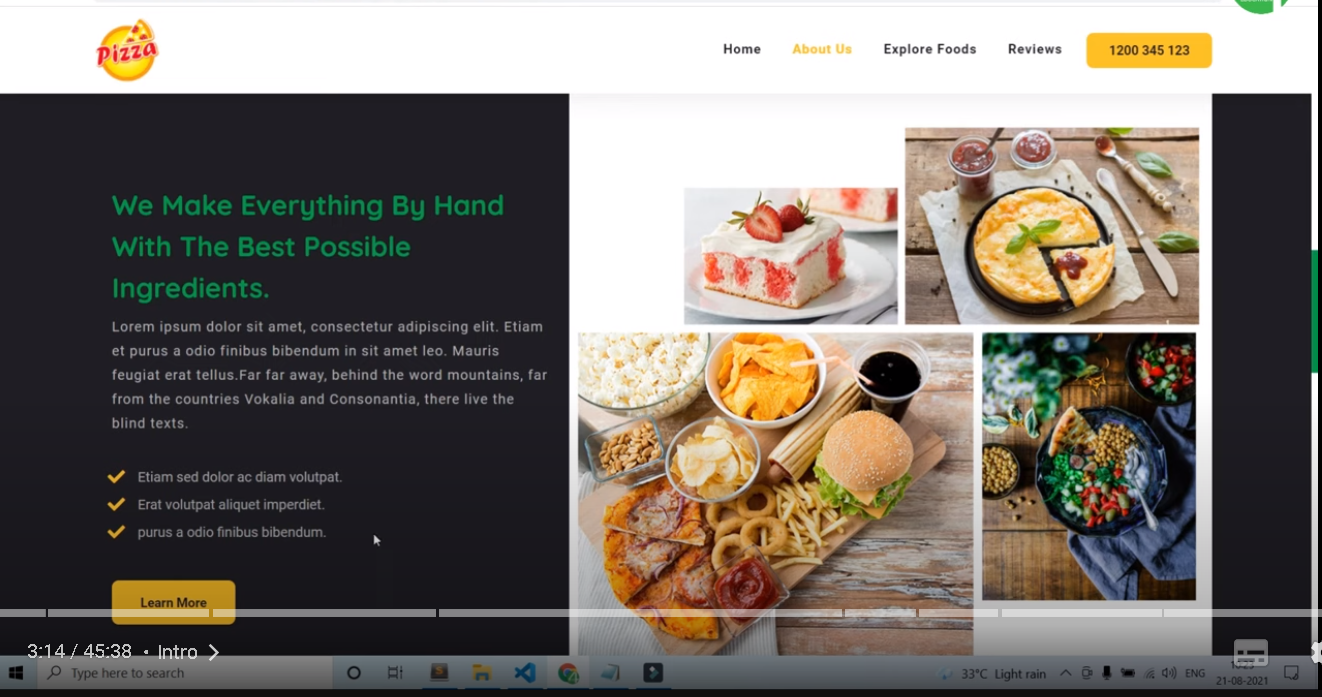 Pizza
Home About Us Explore Foods Reviews 1200 345 123
We Make Everything By Hand
With The Best Possible
Ingredients.
Lorem ipsum dolor sit amet, consectetur adipiscing elit. Etiam
et purus a odio finibus bibendum in sit amet leo. Mauris
feugiat erat tellus.Far far away, behind the word mountains, far
from the countries Vokalia and Consonantia, there live the
blind texts.
Etiam sed dolor ac diam volutpat.
Erat volutpat aliquet imperdiet.
purus a odio finibus bibendum.
Learn More
3:14 / 45:38 • Intro
Type here to search
33°C Light rain
ENG
21-08-2021